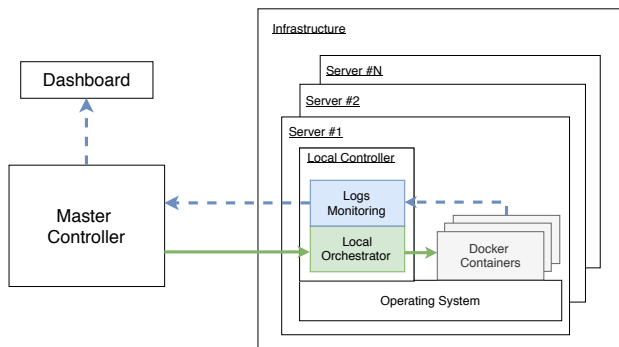 Infrastructure
Dashboard
Server #N
Server #2
Server #1
Local Controller
Logs
Monitoring
Master
Controller
Local
Orchestrator
Docker
Containers
Operating System